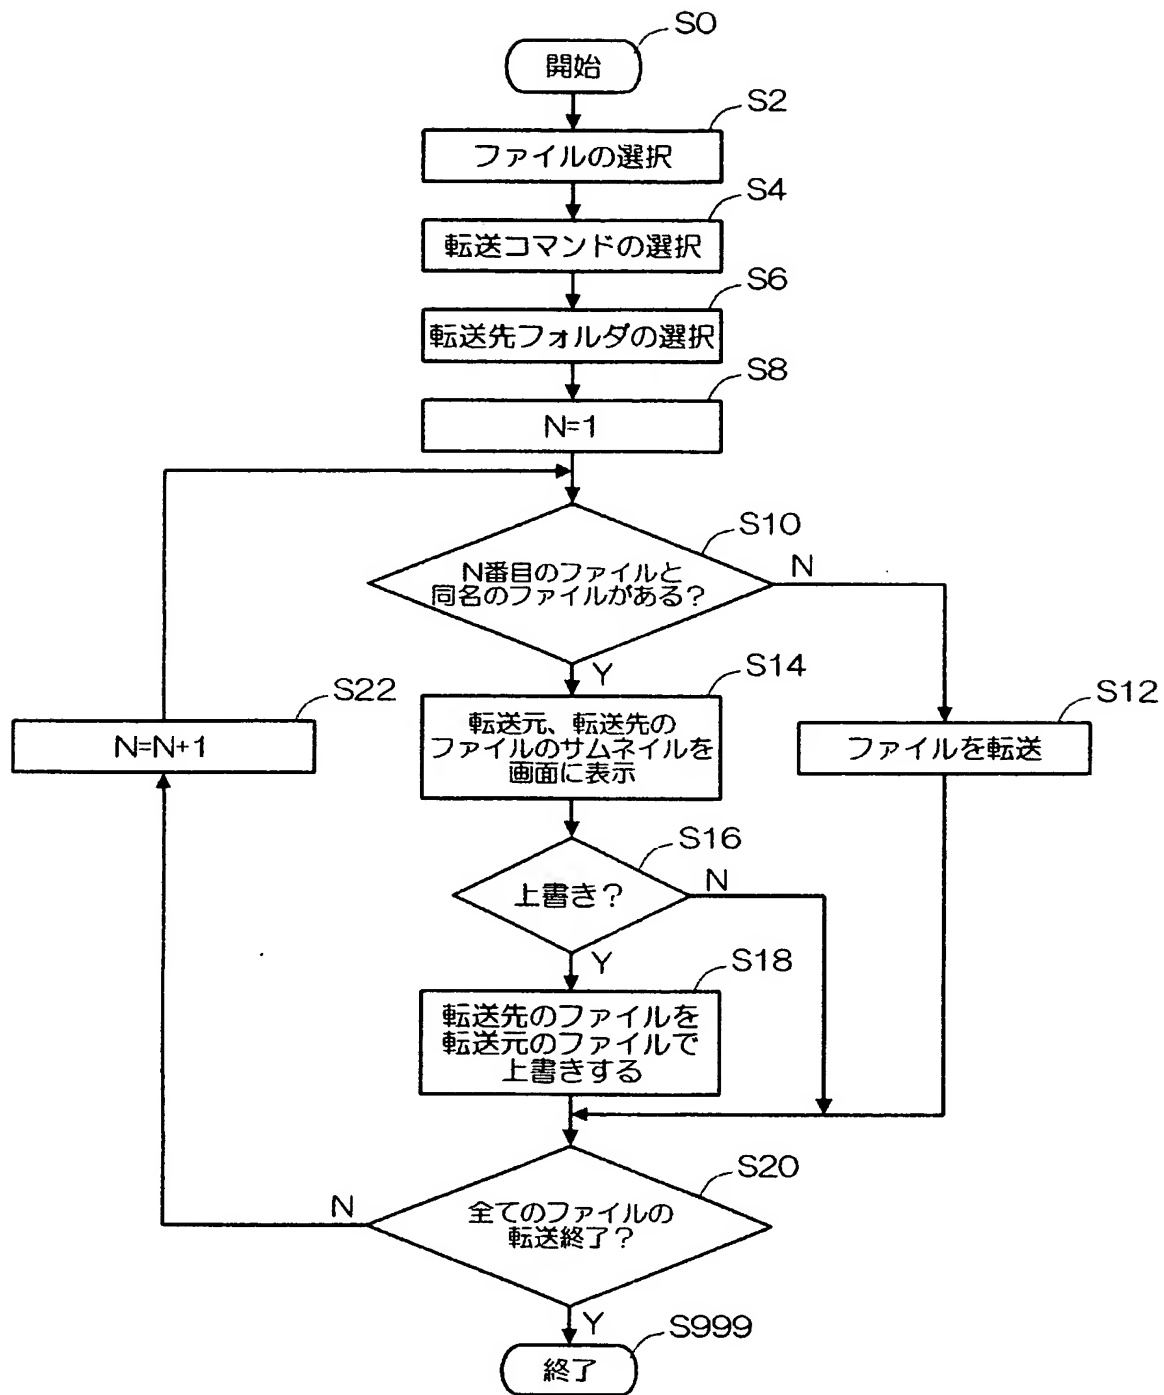 S0
開始
S2
ファイルの選択
S4
転送コマンドの選択
S6
転送先フォルダの選択
S8
N=1
S10
N番目のファイルと
同名のファイルがある?
N
Y
S14
転送元、転送先の
ファイルのサムネイルを
画面に表示
S12
ファイルを転送
S22
N=N+1
S16
上書き?
N
Y
S18
転送先のファイルを
転送元のファイルで
上書きする
S20
全てのファイルの
転送終了?
N
Y
S999
終了